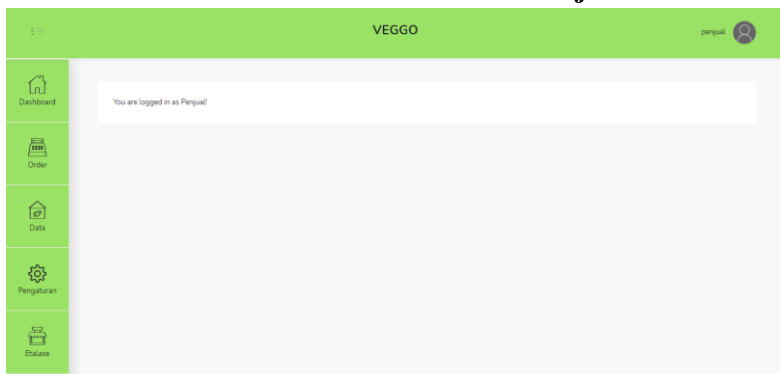 VEGGO
penjual
Dashboard
You are logged in as Penjual!
Order
Data
Pengaturan
Etalase